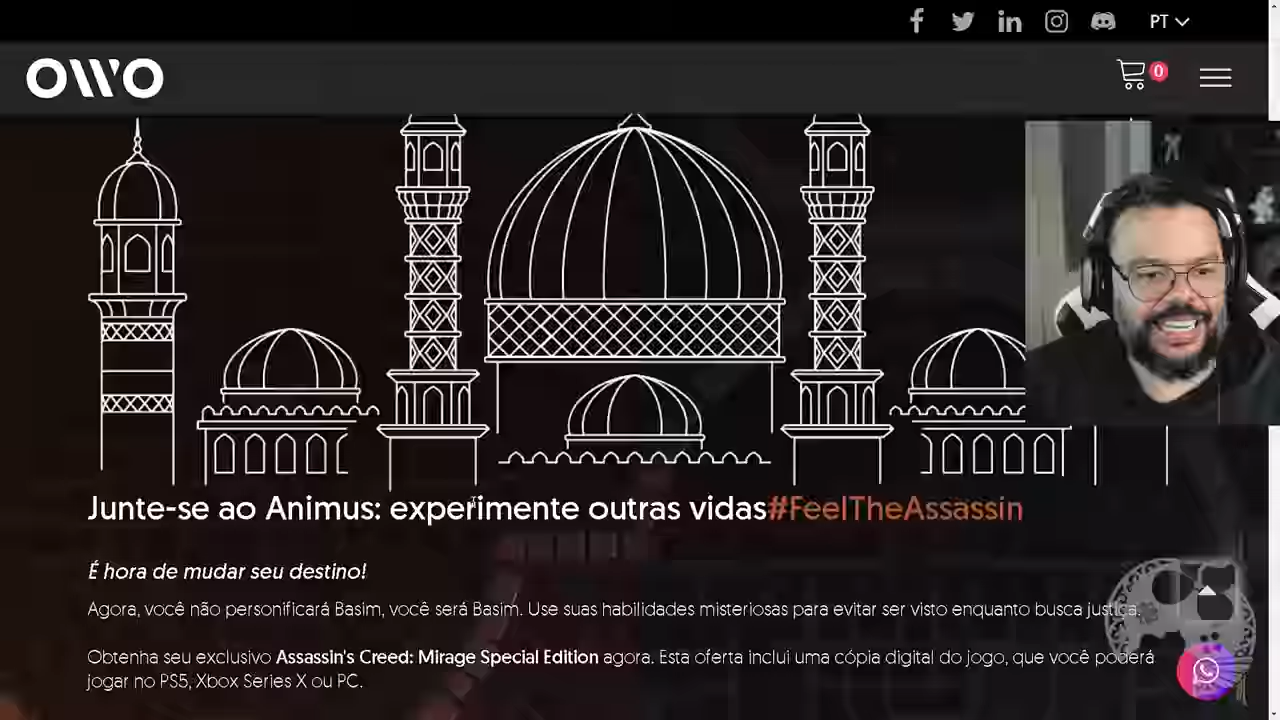 PT
OWO
0
Junte-se ao Animus: experimente outras vidas#FeelTheAssassin
É hora de mudar seu destino!
Agora, você não personificará Basim, você será Basim. Use suas habilidades misteriosas para evitar ser visto enquanto busca justiça.
Obtenha seu exclusivo Assassin's Creed: Mirage Special Edition agora. Esta oferta inclui uma cópia digital do jogo, que você poderá
jogar no PS5, Xbox Series X ou PC.